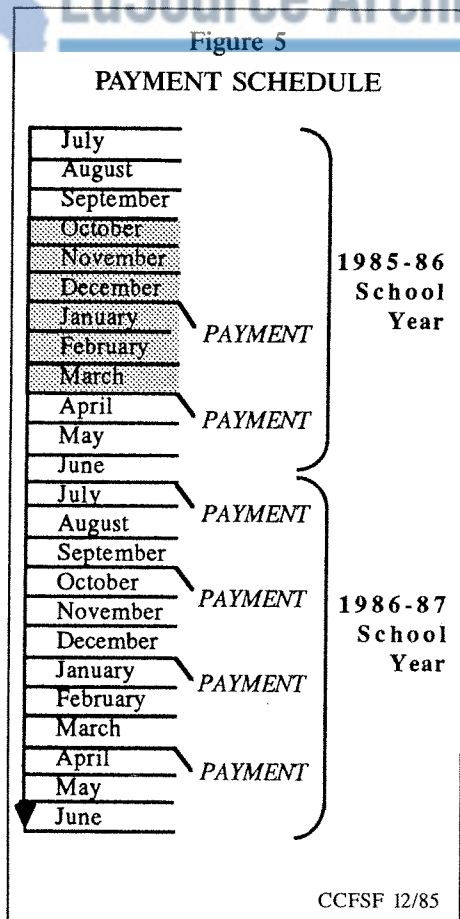 EdSource Archi
Figure 5
PAYMENT SCHEDULE
July
August
September
October
November
December
January
PAYMENT
February
March
April
PAYMENT
May
June
1985-86
School
Year
July
PAYMENT
August
September
October
PAYMENT
November
December
January
PAYMENT
February
March
April
PAYMENT
May
June
1986-87
School
Year
CCFSF 12/85